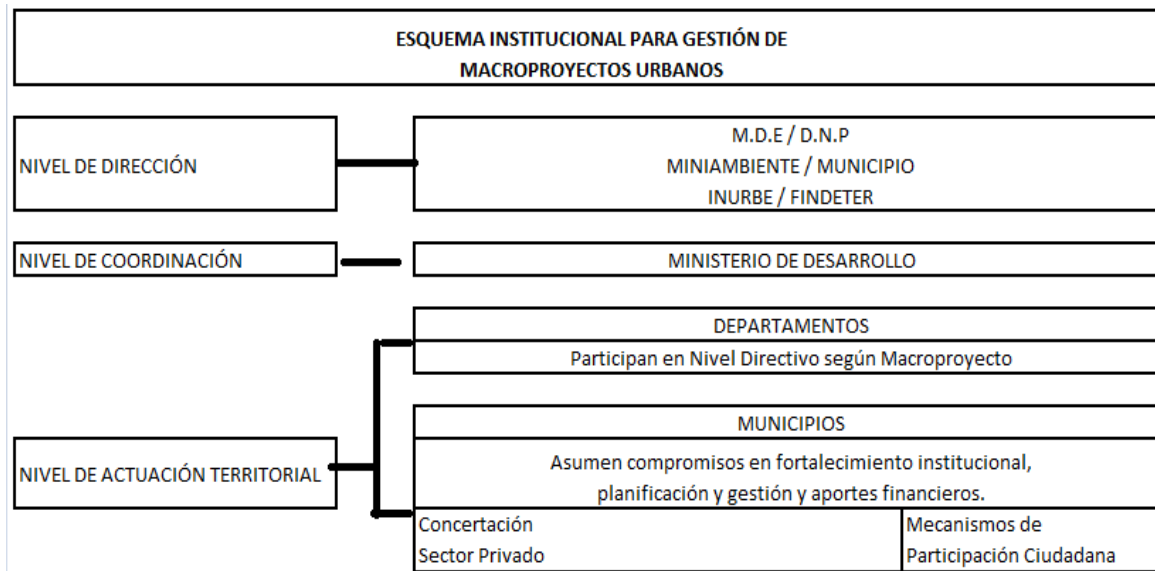 ESQUEMA INSTITUCIONAL PARA GESTIÓN DE
MACROPROYECTOS URBANOS
NIVEL DE DIRECCIÓN
M.D.E / D.N.P
MINIAMBIENTE / MUNICIPIO
INURBE / FINDETER
NIVEL DE COORDINACIÓN
MINISTERIO DE DESARROLLO
NIVEL DE ACTUACIÓN TERRITORIAL
DEPARTAMENTOS
Participan en Nivel Directivo según Macroproyecto
MUNICIPIOS
Asumen compromisos en fortalecimiento institucional,
planificación y gestión y aportes financieros.
Concertación
Sector Privado
Mecanismos de
Participación Ciudadana